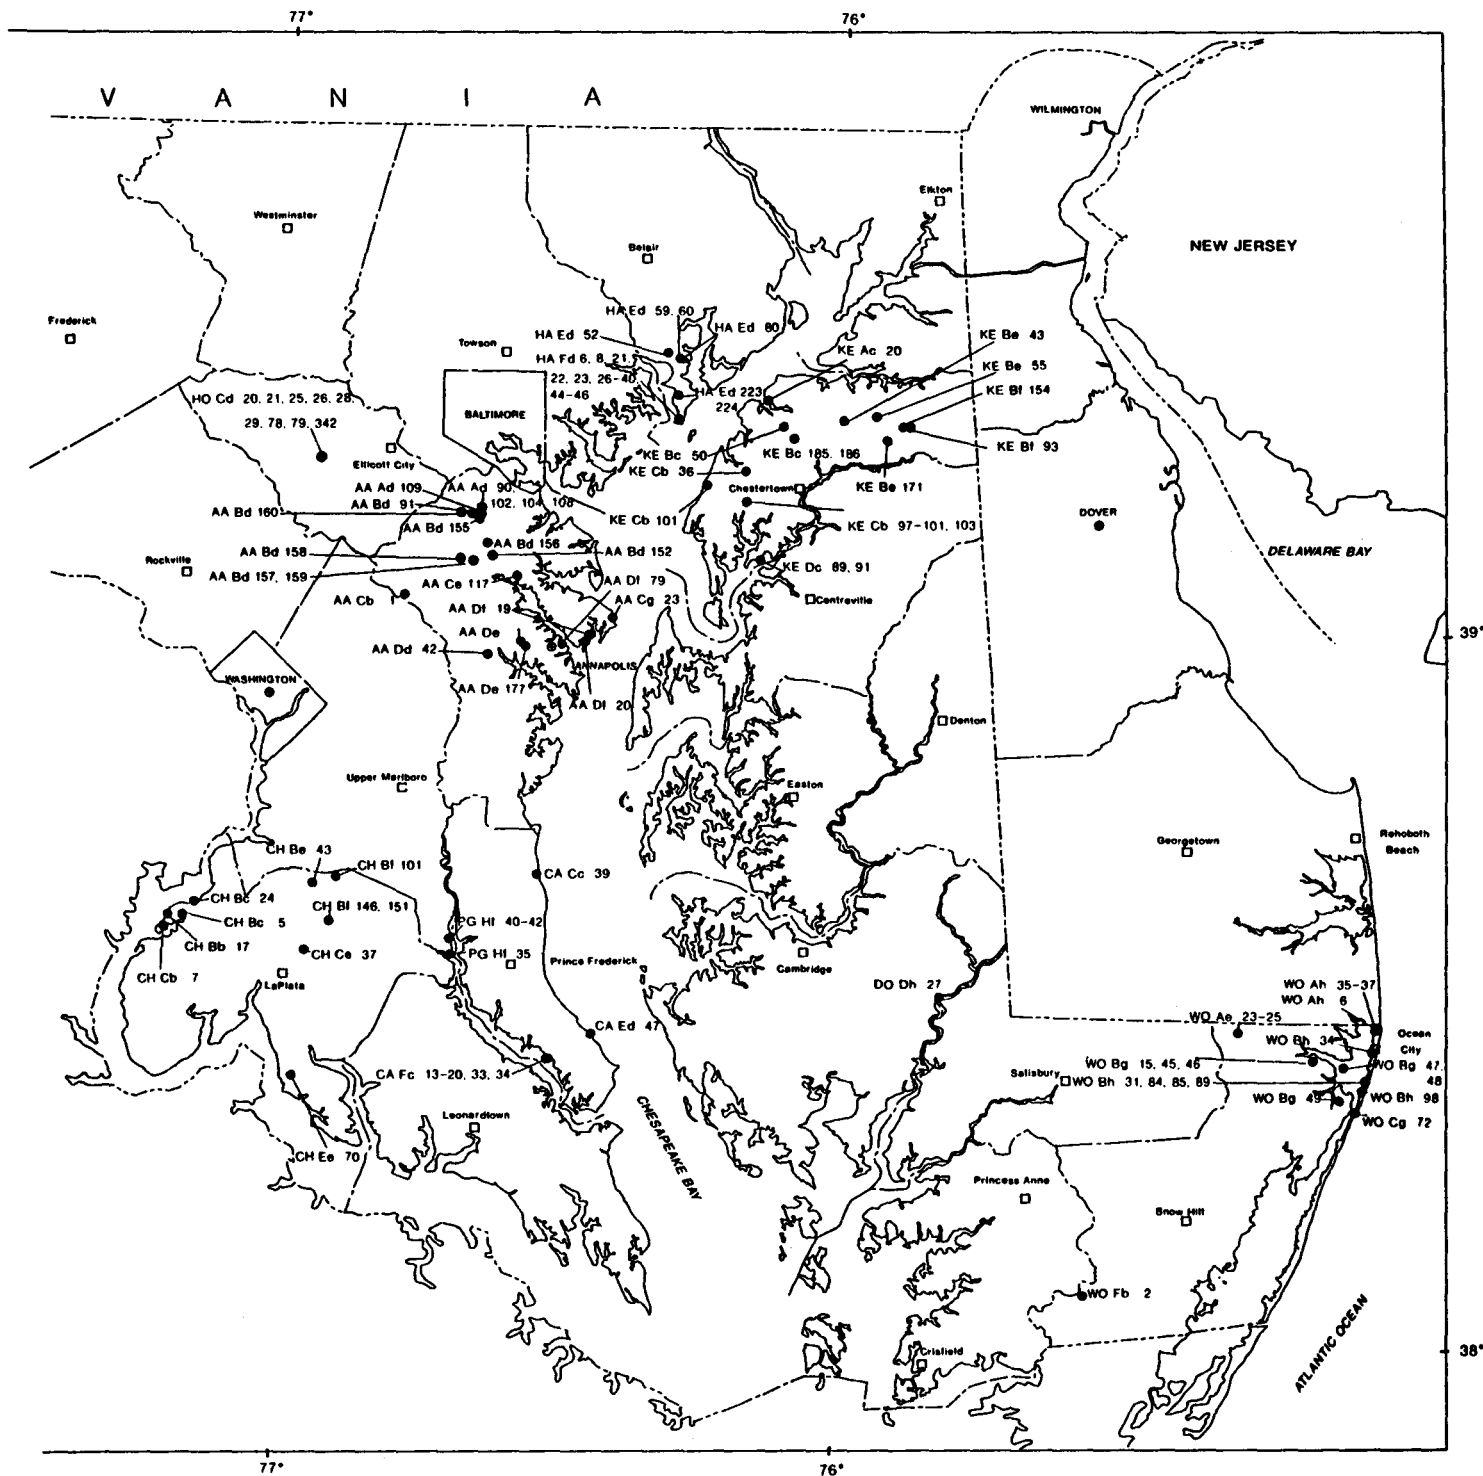 77°
76°
V A N I A
WILMINGTON
Elkton
Westminster
NEW JERSEY
Belair
HA Ed 59, 60
Frederick
HA Ed 80
HA Ed 52
KE Be 43
Towson
KE Ac 20
HA Fd 6, 8, 21,
22, 23, 26-40
44-46
KE Be 55
HA Ed 223
224
KE Bf 154
HO Cd 20, 21, 25, 26, 28,
29, 78, 79, 342
BALTIMORE
KE Bf 93
KE Bc 50
KE Bc 185, 186
Ellicott City
KE Cb 36
AA Ad 109
AA Ad 90,
102, 104, 108
Chestertown
KE Be 171
AA Bd 91
AA Bd 160
DOVER
AA Bd 155
KE Cb 101
KE Cb 97-101, 103
AA Bd 156
AA Bd 158
AA Bd 152
DELAWARE BAY
Rockville
KE Dc 89, 91
AA Bd 157, 159
AA Ce 117
AA Df 79
AA Cb 1
AA Cg 23
Centreville
AA Df 19
AA De
39°
AA Dd 42
ANNAPOLIS
WASHINGTON
AA De 177
AA Df 20
Denton
Upper Marlboro
Easton
Rehoboth
Beach
Georgetown
CH Be 43
CH Bf 101
CA Cc 39
CH Bc 24
CH Bf 146, 151
CH Bc 5
PG Hf 40-42
CH Bb 17
CH Ce 37
PG Hf 35
Prince Frederick
Cambridge
CH Cb 7
LaPlata
DO Dh 27
WO Ah 35-37
WO Ah 6
WO Ae 23-25
CA Ed 47
Ocean
City
WO Bh 34
WO Bg 15, 45, 46
WO Bg 47,
48
CA Fc 13-20, 33, 34
Salisbury
WO Bh 31, 84, 85, 89
WO Bg 49
WO Bh 98
Leonardtown
WO Cg 72
CHESAPEAKE BAY
CH Ee 70
Princess Anne
Snow Hill
WO Fb 2
Crisfield
38°
ATLANTIC OCEAN
77°
76°